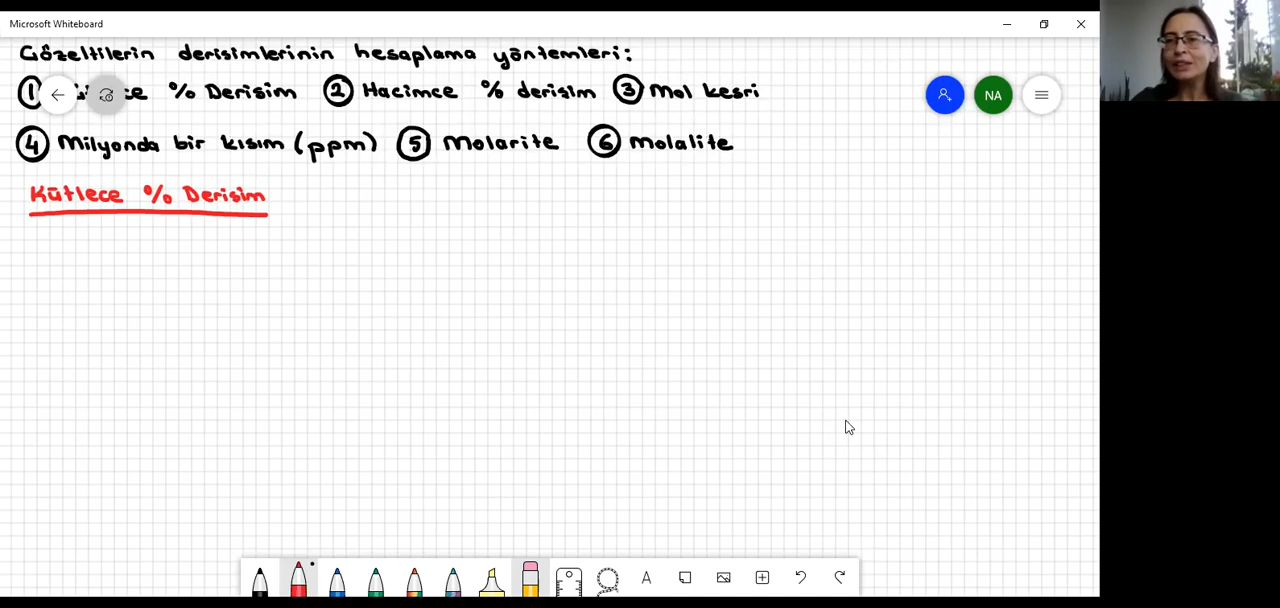 Microsoft Whiteboard
Çözeltilerin derisimlerinin hesaplama yöntemleri:
① % Derisim ② Hacimce % derisim ③ Mol kesri
④ Milyonda bir kısım (ppm) ⑤ Molarite ⑥ Molalite
Kütlece % Derisim
NA
A